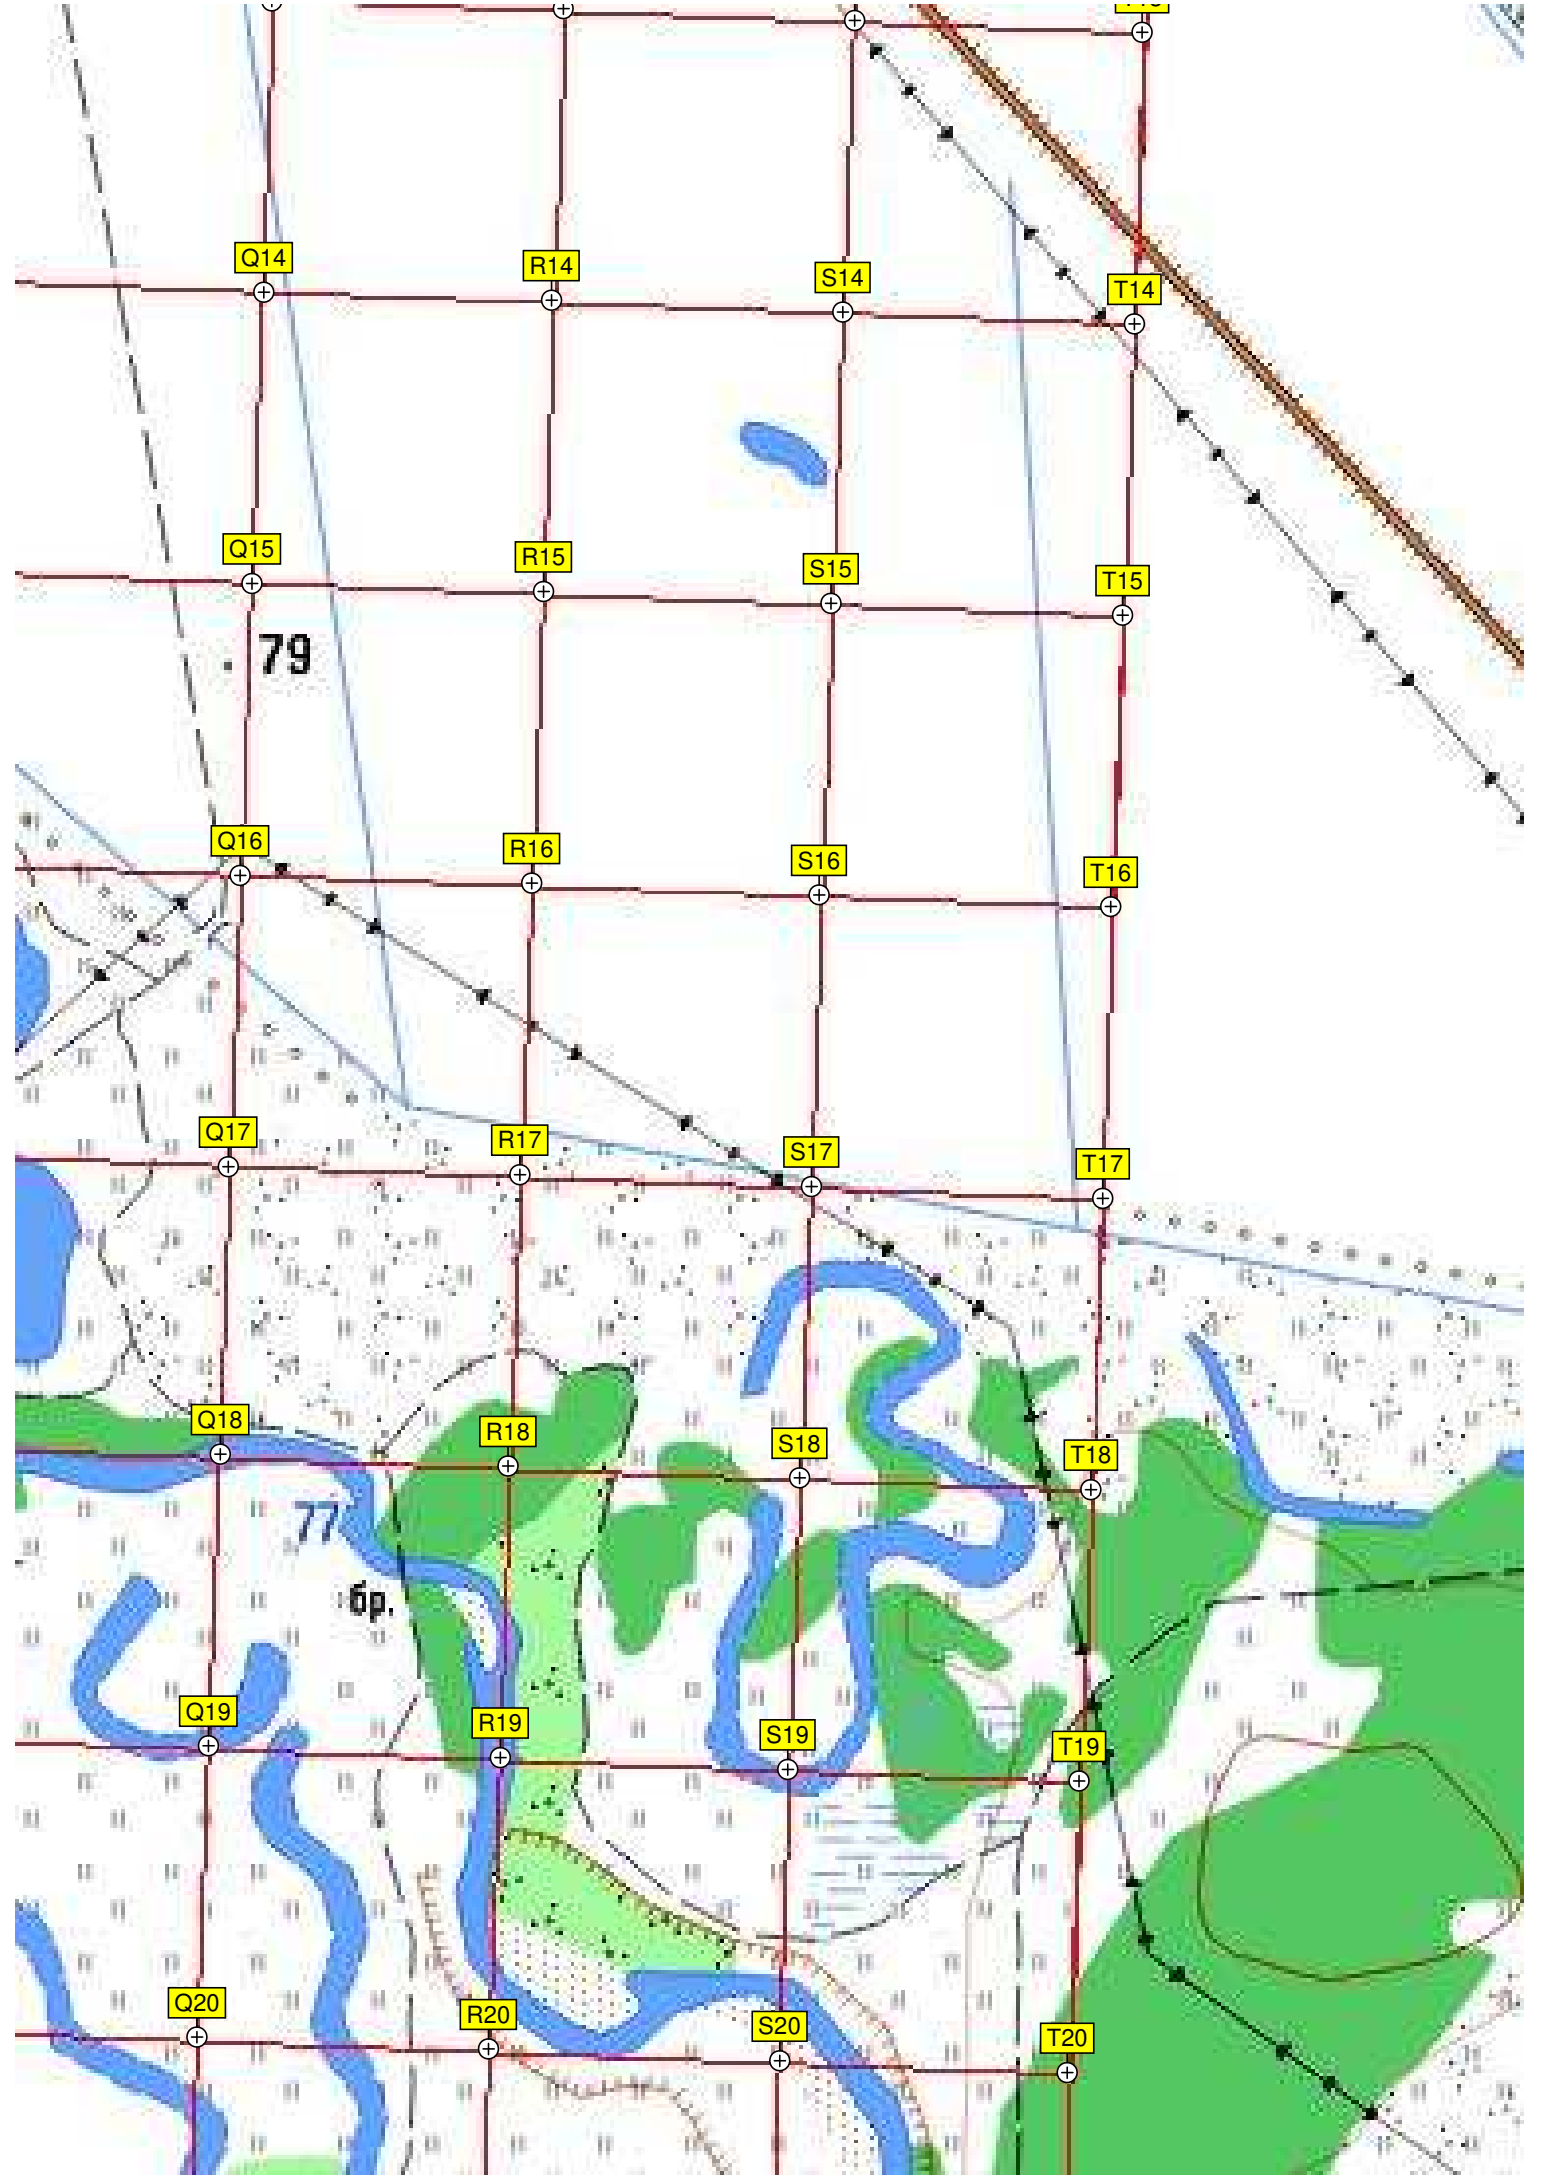 Q14 R14 S14 T14
Q15 R15 S15 T15
79
Q16 R16 S16 T16
Q17 R17 S17 T17
Q18 R18 S18 T18
77
бр.
Q19 R19 S19 T19
Q20 R20 S20 T20